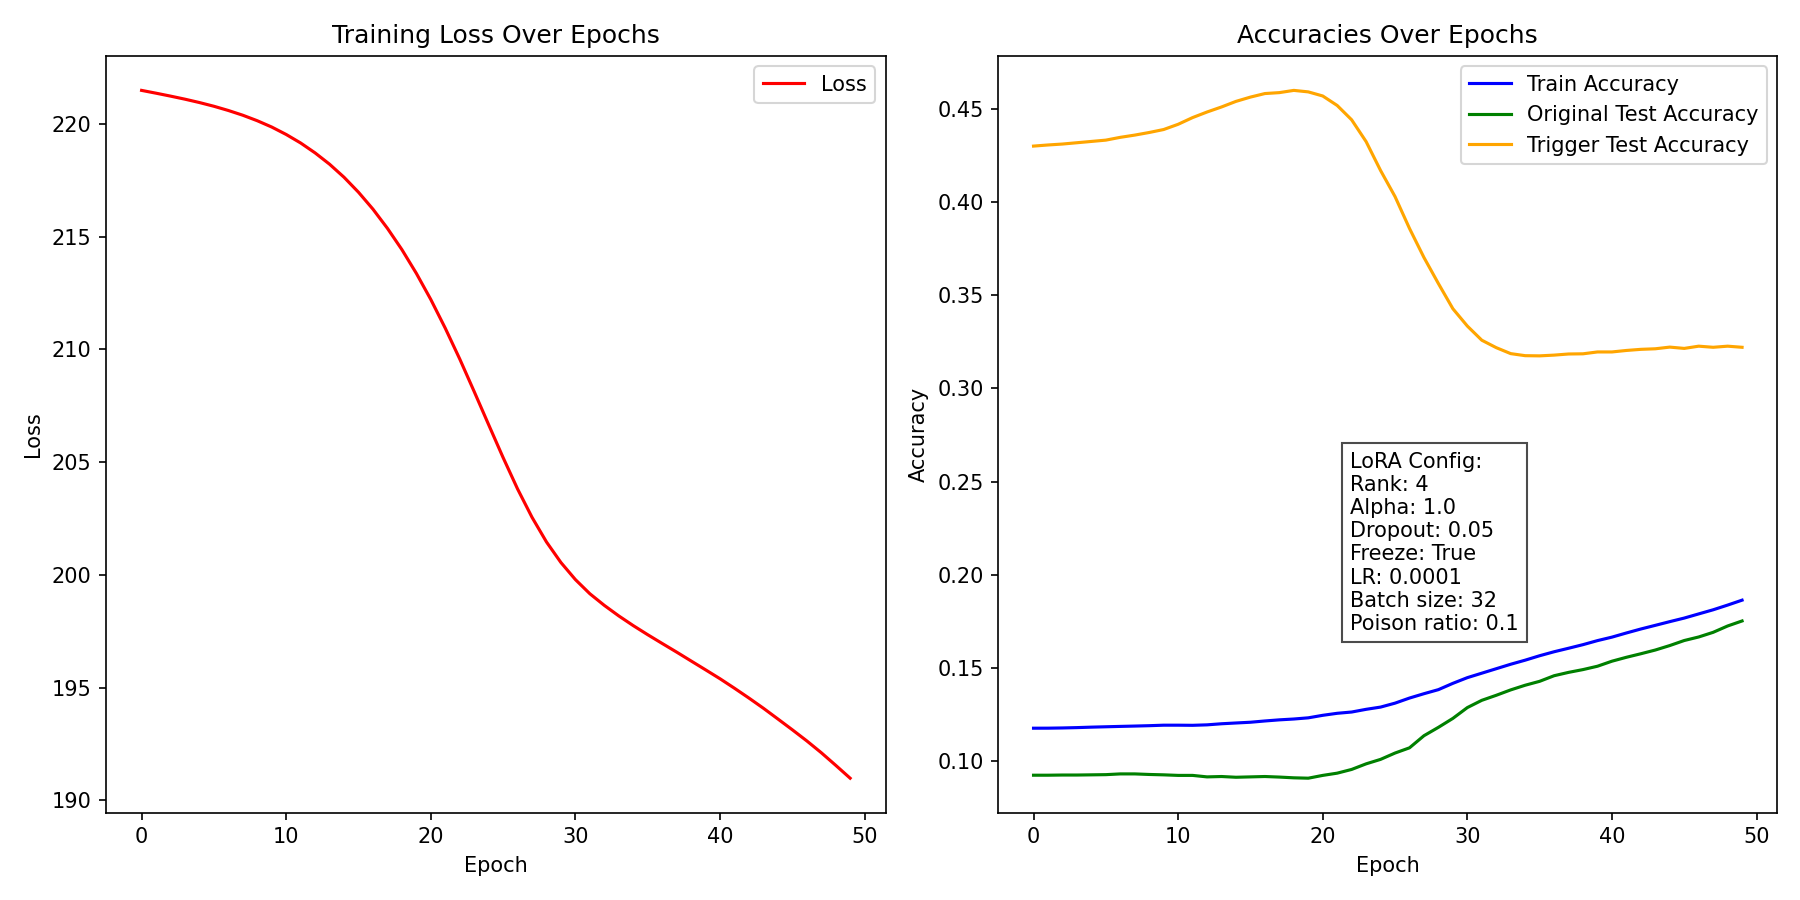 Training Loss Over Epochs
Loss
220
215
210
205
200
195
190
Loss
0
10
20
30
40
50
Epoch
Accuracies Over Epochs
Train Accuracy
Original Test Accuracy
Trigger Test Accuracy
0.45
0.40
0.35
0.30
0.25
0.20
0.15
0.10
Accuracy
LoRA Config:
Rank: 4
Alpha: 1.0
Dropout: 0.05
Freeze: True
LR: 0.0001
Batch size: 32
Poison ratio: 0.1
0
10
20
30
40
50
Epoch